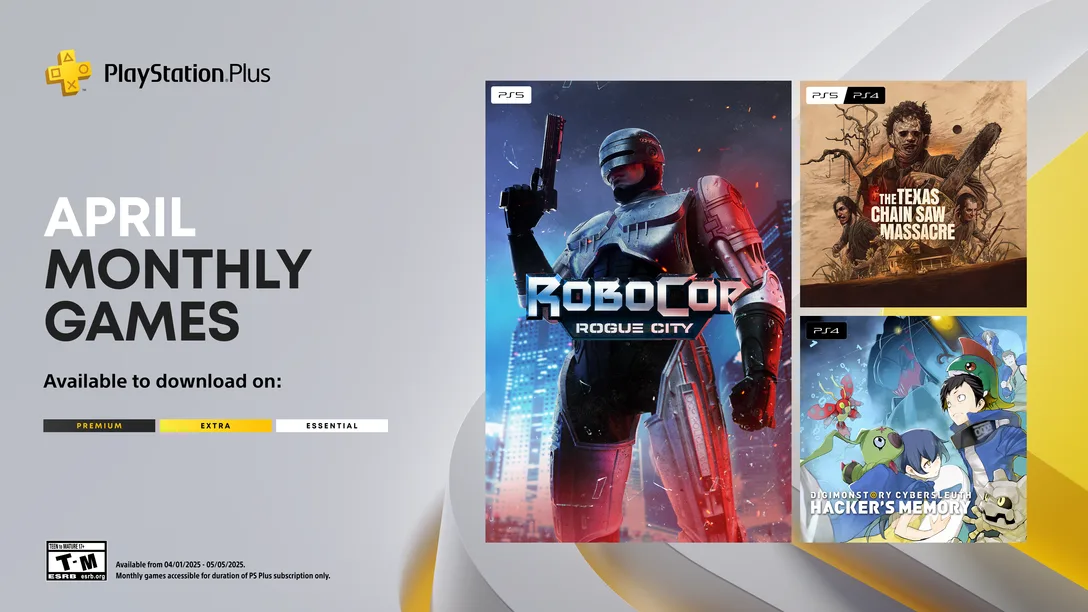 PlayStation.Plus
APRIL
MONTHLY
GAMES
Available to download on:
PREMIUM
EXTRA
ESSENTIAL
TEEN to MATURE 17+
T-M
ESRB esrb.org
Available from 04/01/2025 - 05/05/2025.
Monthly games accessible for duration of PS Plus subscription only.
PS5
ROBOCOP
ROGUE CITY
PS5 PS4
THE TEXAS
CHAIN SAW
MASSACRE
PS4
DIGIMONSTORY CYBERSLEUTH
HACKER'S MEMORY